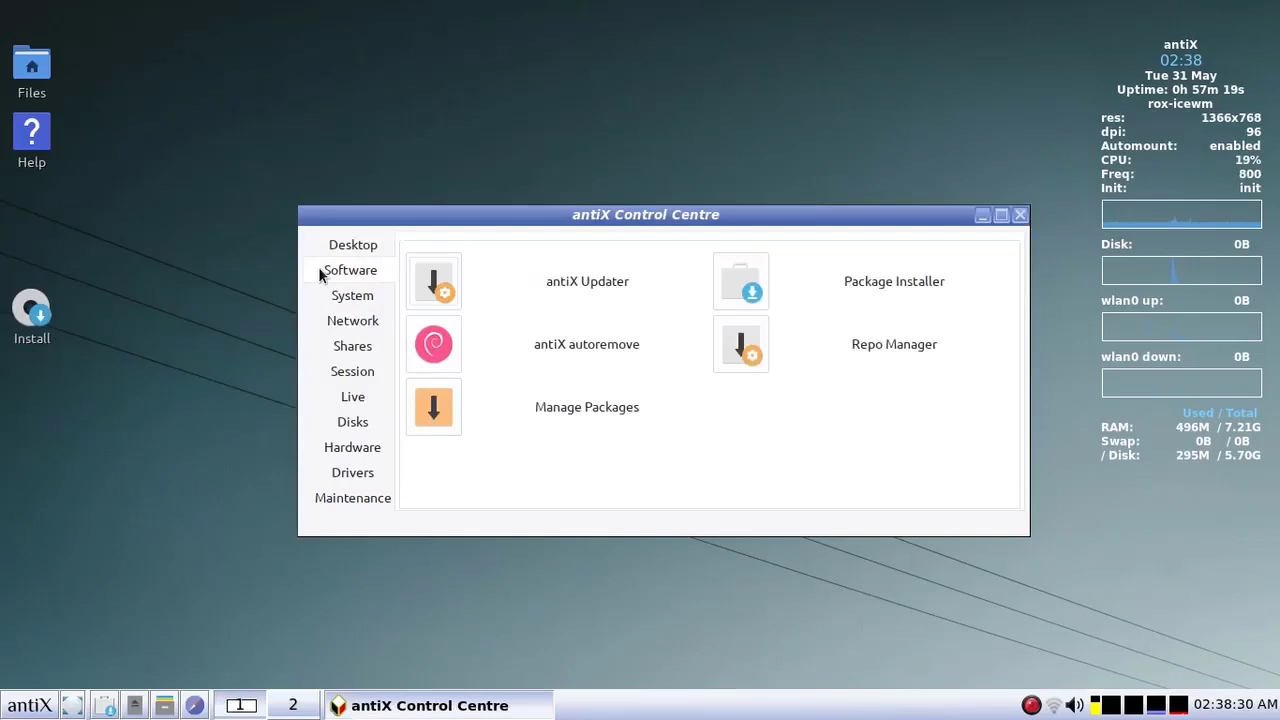 Files
Help
Install
antiX
02:38
Tue 31 May
Uptime: 0h 57m 19s
rox-icewm
res: 1366x768
dpi: 96
Automount: enabled
CPU: 19%
Freq: 800
Init: init
Disk: 0B
wlan0 up: 0B
wlan0 down: 0B
Used / Total
RAM: 496M / 7.21G
Swap: 0B / 0B
/ Disk: 295M / 5.70G
antiX Control Centre
Desktop
Software
System
Network
Shares
Session
Live
Disks
Hardware
Drivers
Maintenance
antiX Updater
Package Installer
antiX autoremove
Repo Manager
Manage Packages
antiX
1
2
antiX Control Centre
02:38:30 AM